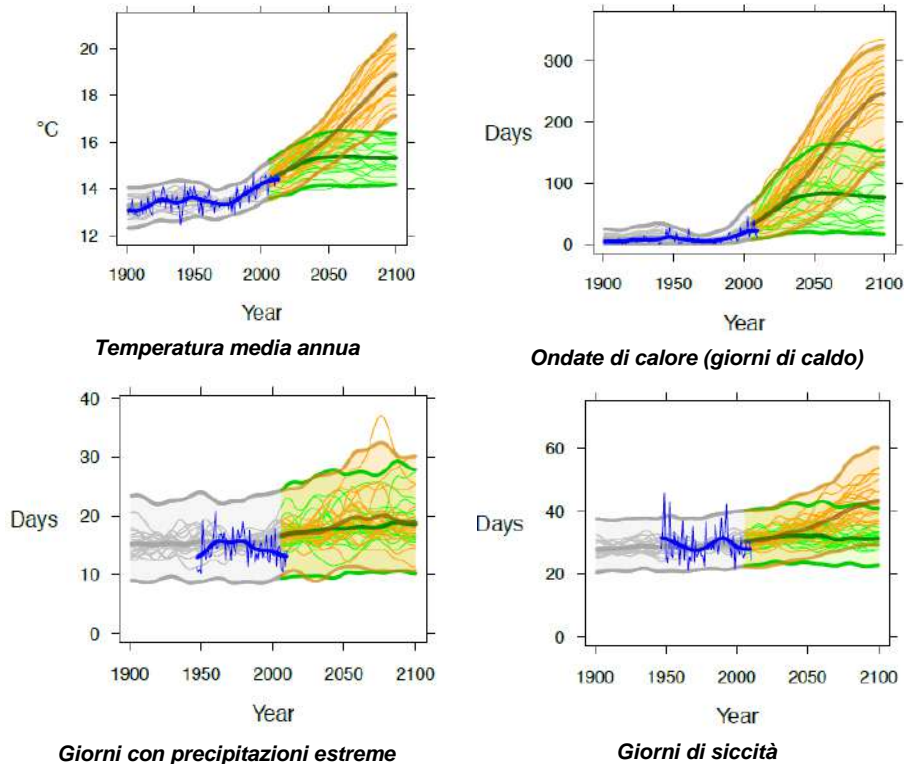 20
18
°C
16
14
12
1900 1950 2000 2050 2100
Year
Temperatura media annua
300
Days
200
100
0
1900 1950 2000 2050 2100
Year
Ondate di calore (giorni di caldo)
40
30
Days
20
10
0
1900 1950 2000 2050 2100
Year
Giorni con precipitazioni estreme
60
Days
40
20
0
1900 1950 2000 2050 2100
Year
Giorni di siccità